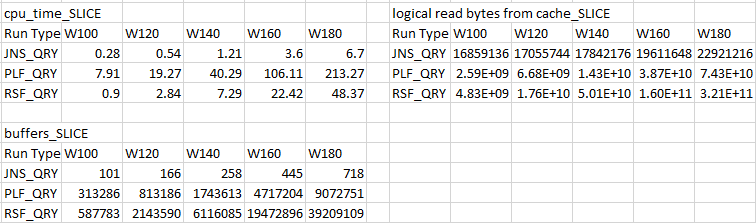 cpu_time_SLICE
Run Type W100 W120 W140 W160 W180
JNS_QRY 0.28 0.54 1.21 3.6 6.7
PLF_QRY 7.91 19.27 40.29 106.11 213.27
RSF_QRY 0.9 2.84 7.29 22.42 48.37
logical read bytes from cache_SLICE
Run Type W100 W120 W140 W160 W180
JNS_QRY 16859136 17055744 17842176 19611648 22921216
PLF_QRY 2.59E+09 6.68E+09 1.43E+10 3.87E+10 7.43E+10
RSF_QRY 4.83E+09 1.76E+10 5.01E+10 1.60E+11 3.21E+11
buffers_SLICE
Run Type W100 W120 W140 W160 W180
JNS_QRY 101 166 258 445 718
PLF_QRY 313286 813186 1743613 4717204 9072751
RSF_QRY 587783 2143590 6116085 19472896 39209109